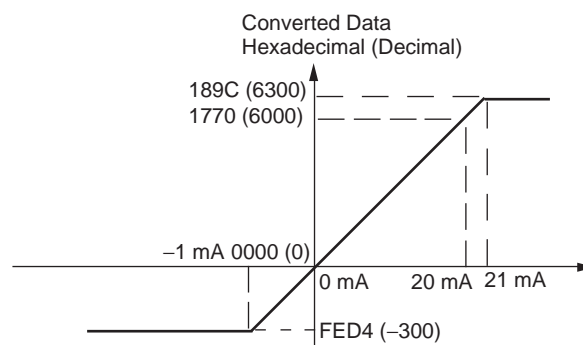 Converted Data
Hexadecimal (Decimal)
189C (6300)
1770 (6000)
−1 mA 0000 (0)
0 mA
20 mA
21 mA
FED4 (−300)